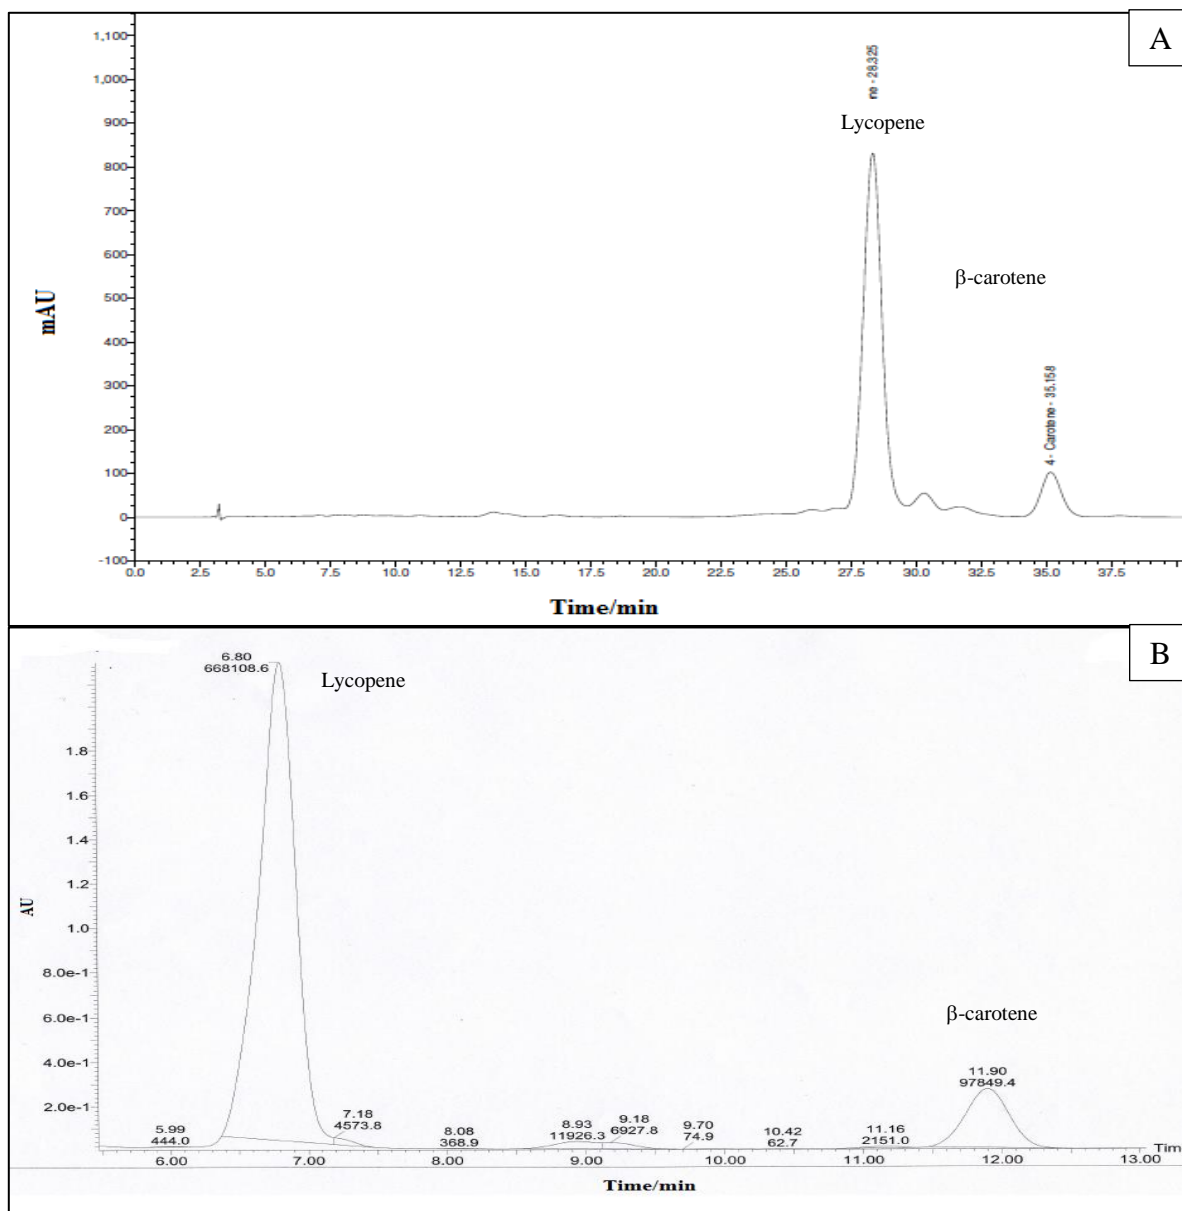 A
1,100
1,000
900
800
700
600
500
400
300
200
100
0
-100
mAU
ne - 28.325
Lycopene
β-carotene
4 - Carotene - 35.158
0.0 2.5 5.0 7.5 10.0 12.5 15.0 17.5 20.0 22.5 25.0 27.5 30.0 32.5 35.0 37.5
Time/min
B
6.80
668108.6
Lycopene
1.8
1.6
1.4
1.2
1.0
8.0e-1
6.0e-1
4.0e-1
2.0e-1
AU
5.99
444.0
7.18
4573.8
8.08
368.9
8.93
11926.3
9.18
6927.8
9.70
74.9
10.42
62.7
11.16
2151.0
β-carotene
11.90
97849.4
Tim
6.00 7.00 8.00 9.00 10.00 11.00 12.00 13.00
Time/min